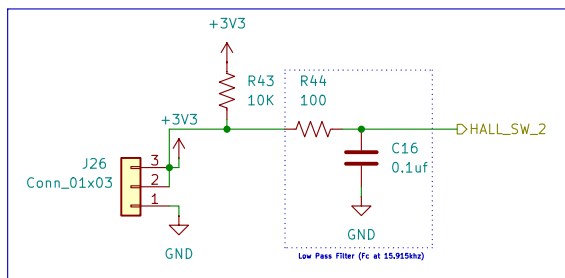 +3V3
R43
10K
R44
100
+3V3
HALL_SW_2
J26
Conn_01x03
3
2
1
C16
0.1uf
GND
GND
Low Pass Filter (Fc at 15.915khz)